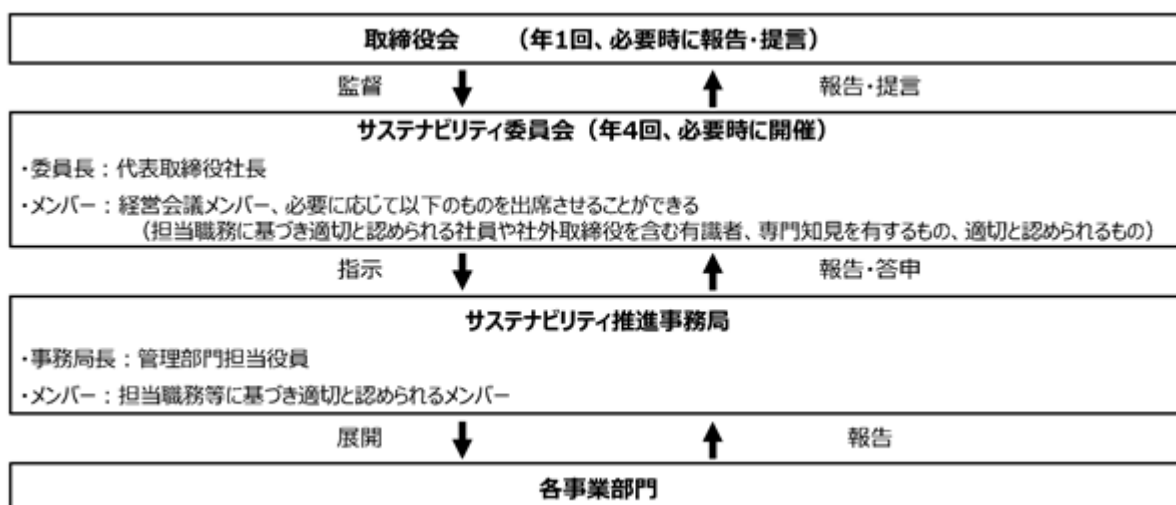 取締役会　（年1回、必要時に報告・提言）
監督　報告・提言
サステナビリティ委員会（年4回、必要時に開催）
・委員長：代表取締役社長
・メンバー：経営会議メンバー、必要に応じて以下のものを出席させることができる
（担当職務に基づき適切と認められる社員や社外取締役を含む有識者、専門知見を有するもの、適切と認められるもの）
指示　報告・答申
サステナビリティ推進事務局
・事務局長：管理部門担当役員
・メンバー：担当職務等に基づき適切と認められるメンバー
展開　報告
各事業部門